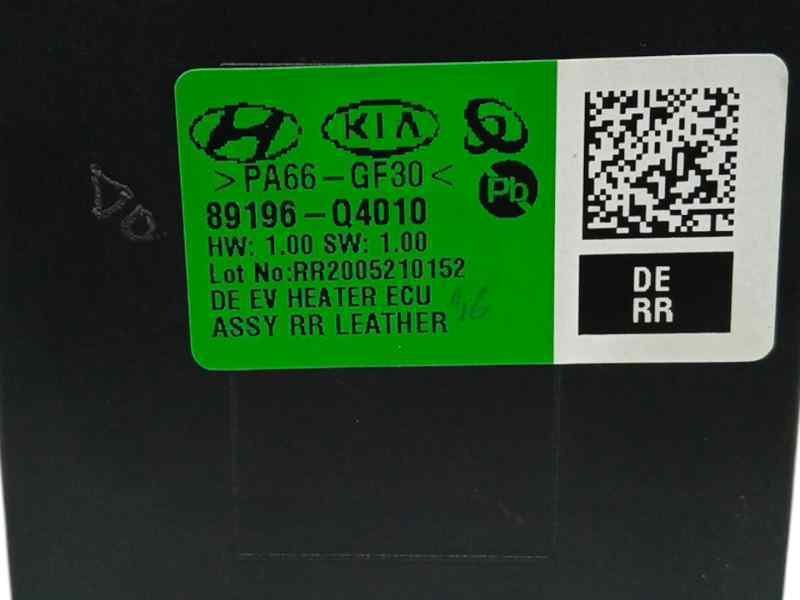 H KIA
>PA66-GF30<
Pb
89196-Q4010
HW: 1.00 SW: 1.00
Lot No:RR2005210152
DE EV HEATER ECU
ASSY RR LEATHER
DE
RR